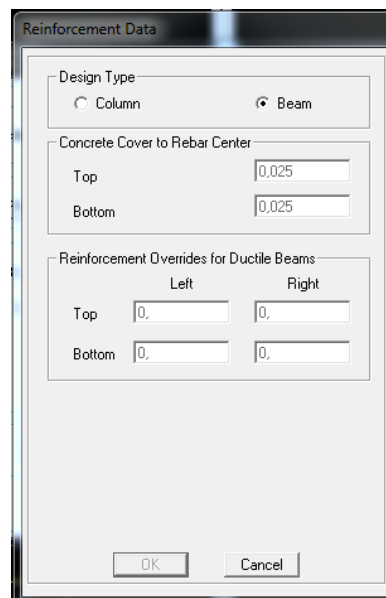 Reinforcement Data
Design Type
Column Beam
Concrete Cover to Rebar Center
Top 0,025
Bottom 0,025
Reinforcement Overrides for Ductile Beams
Left Right
Top 0, 0,
Bottom 0, 0,
OK Cancel